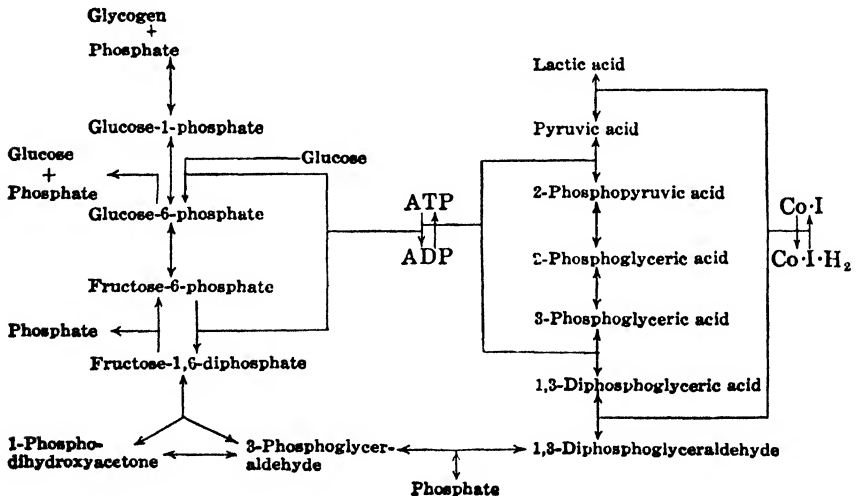 Glycogen
+
Phosphate
Glucose-1-phosphate
Glucose
+
Phosphate
Glucose
Glucose-6-phosphate
Fructose-6-phosphate
Phosphate
Fructose-1,6-diphosphate
1-Phospho-
dihydroxyacetone
3-Phosphoglycer-
aldehyde
Phosphate
ATP
ADP
Lactic acid
Pyruvic acid
2-Phosphopyruvic acid
2-Phosphoglyceric acid
3-Phosphoglyceric acid
1,3-Diphosphoglyceric acid
1,3-Diphosphoglyceraldehyde
Co·I
Co·I·H₂